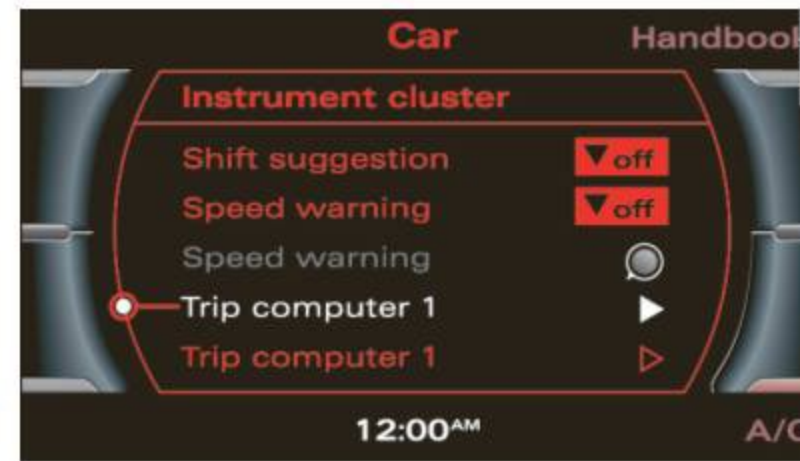 Car
Handbook
Instrument cluster
Shift suggestion
off
Speed warning
off
Speed warning
Trip computer 1
Trip computer 1
12:00AM
A/C